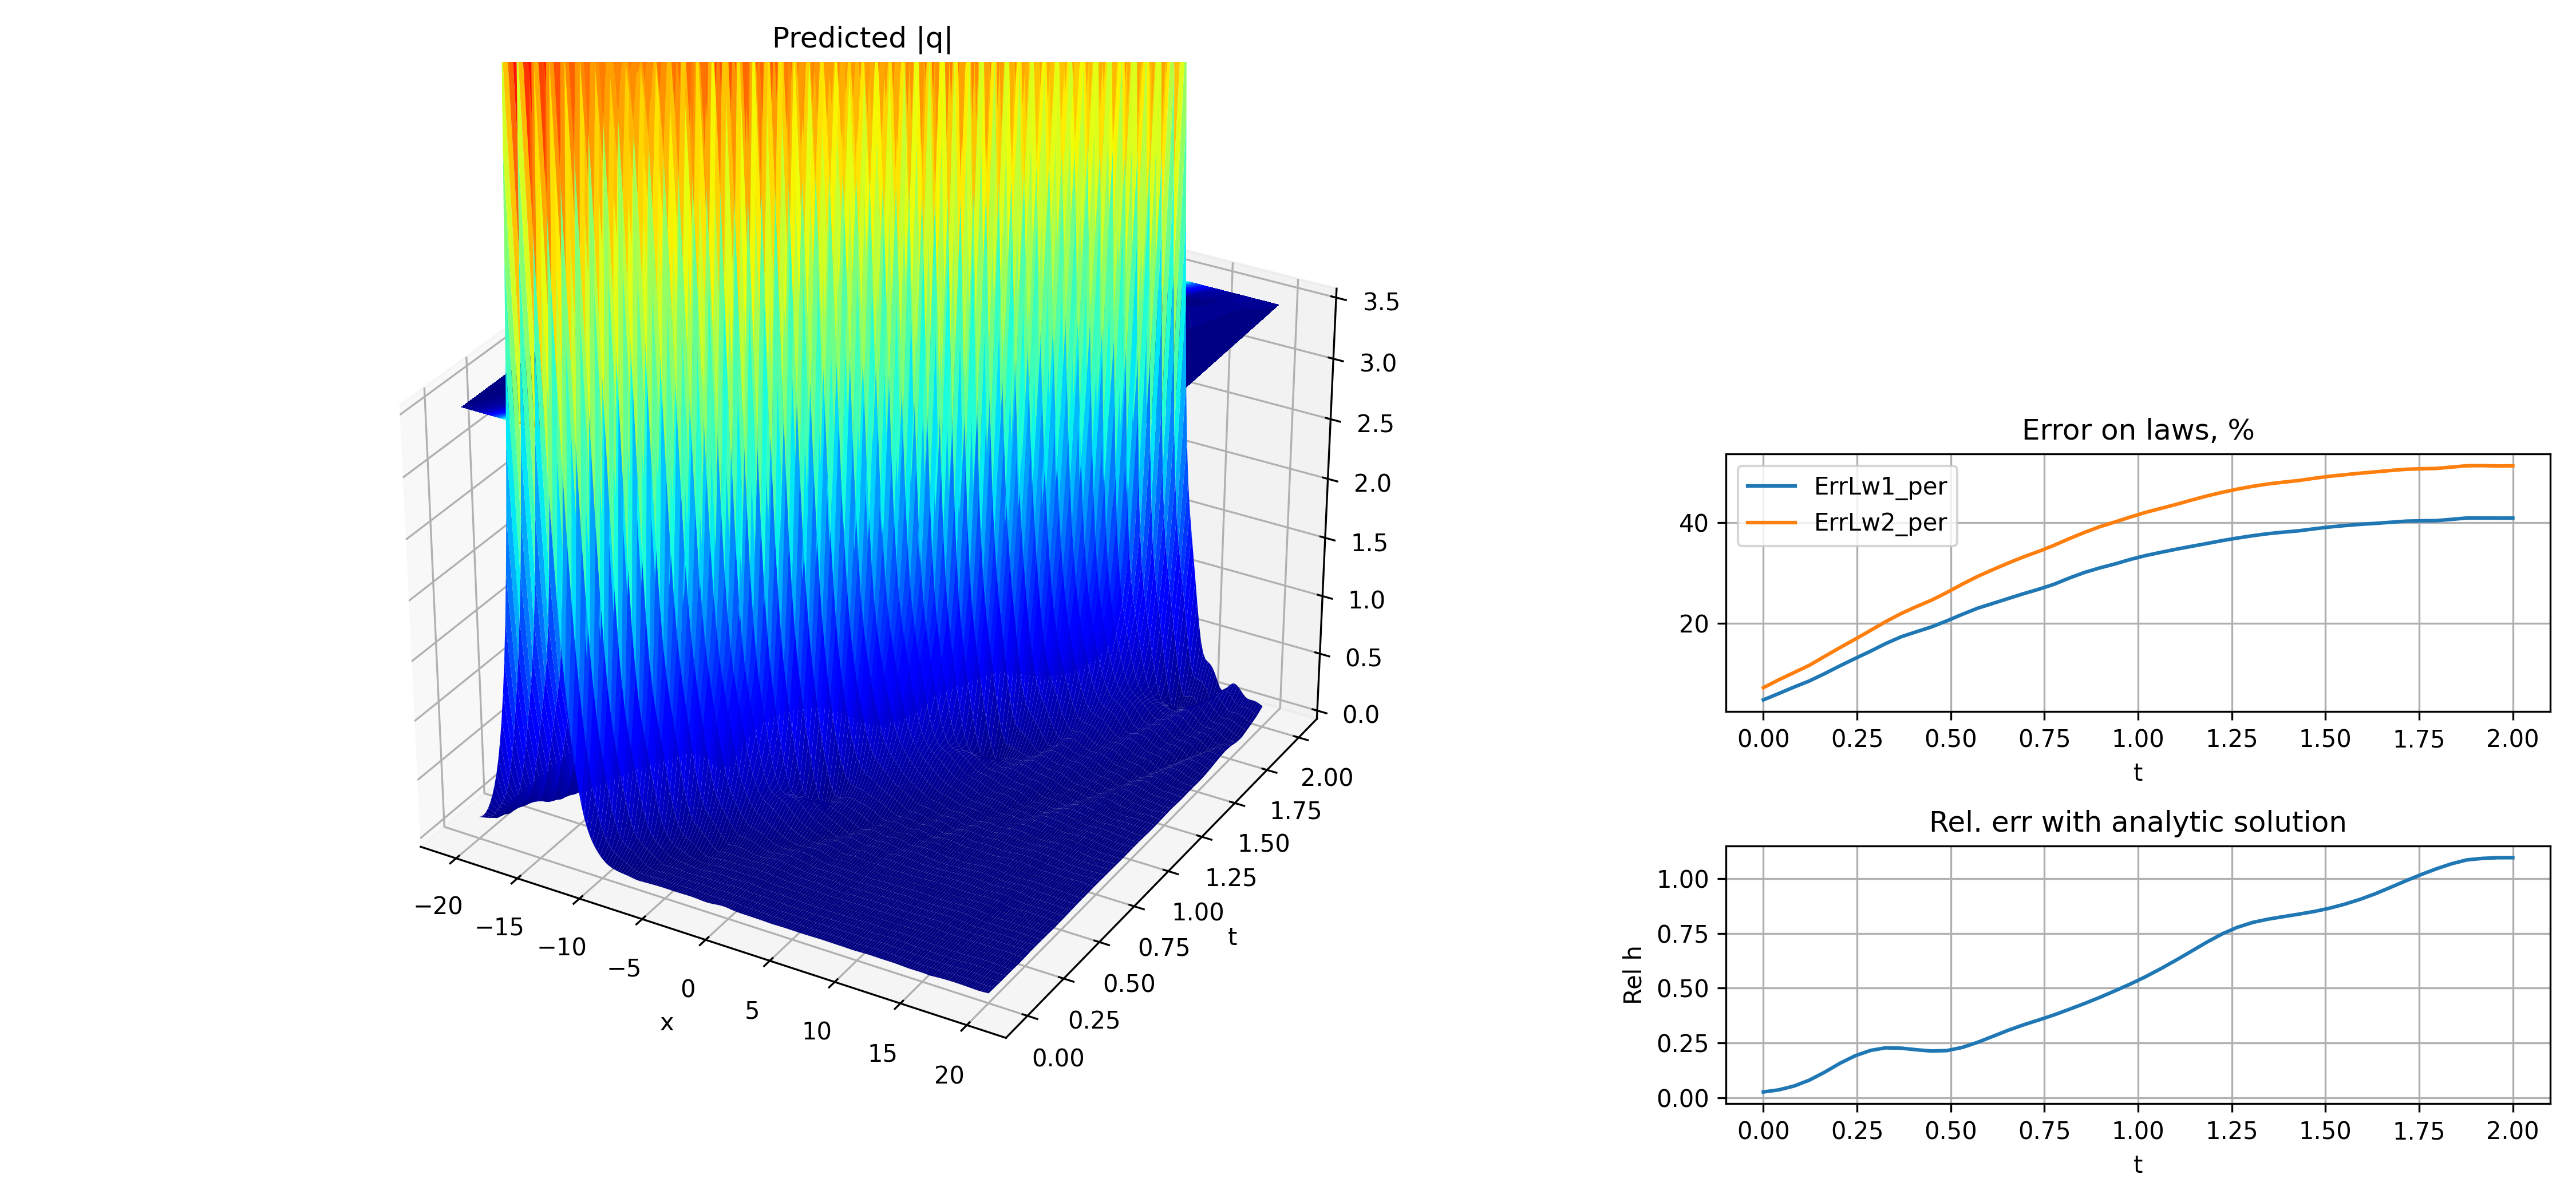 Predicted |q|
3.5
3.0
2.5
2.0
1.5
1.0
0.5
0.0
−20
−15
−10
−5
0
5
10
15
20
x
2.00
1.75
1.50
1.25
1.00
0.75
0.50
0.25
0.00
t
Error on laws, %
ErrLw1_per
ErrLw2_per
40
20
0.00 0.25 0.50 0.75 1.00 1.25 1.50 1.75 2.00
t
Rel. err with analytic solution
Rel h
1.00
0.75
0.50
0.25
0.00
0.00 0.25 0.50 0.75 1.00 1.25 1.50 1.75 2.00
t